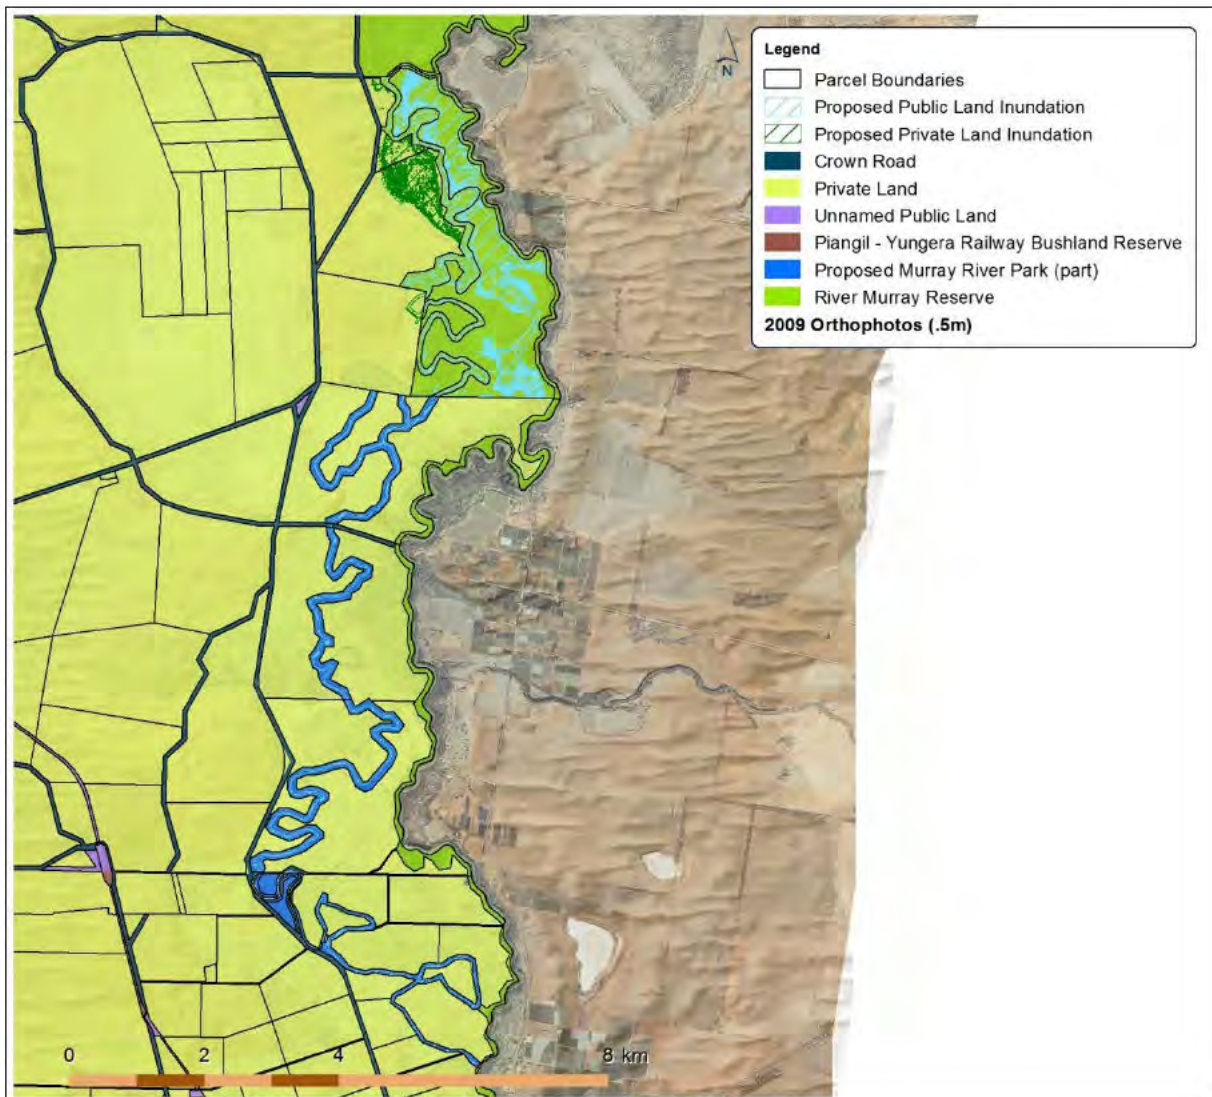 N
Legend
Parcel Boundaries
Proposed Public Land Inundation
Proposed Private Land Inundation
Crown Road
Private Land
Unnamed Public Land
Piangil - Yungera Railway Bushland Reserve
Proposed Murray River Park (part)
River Murray Reserve
2009 Orthophotos (.5m)
0 2 4 8 km